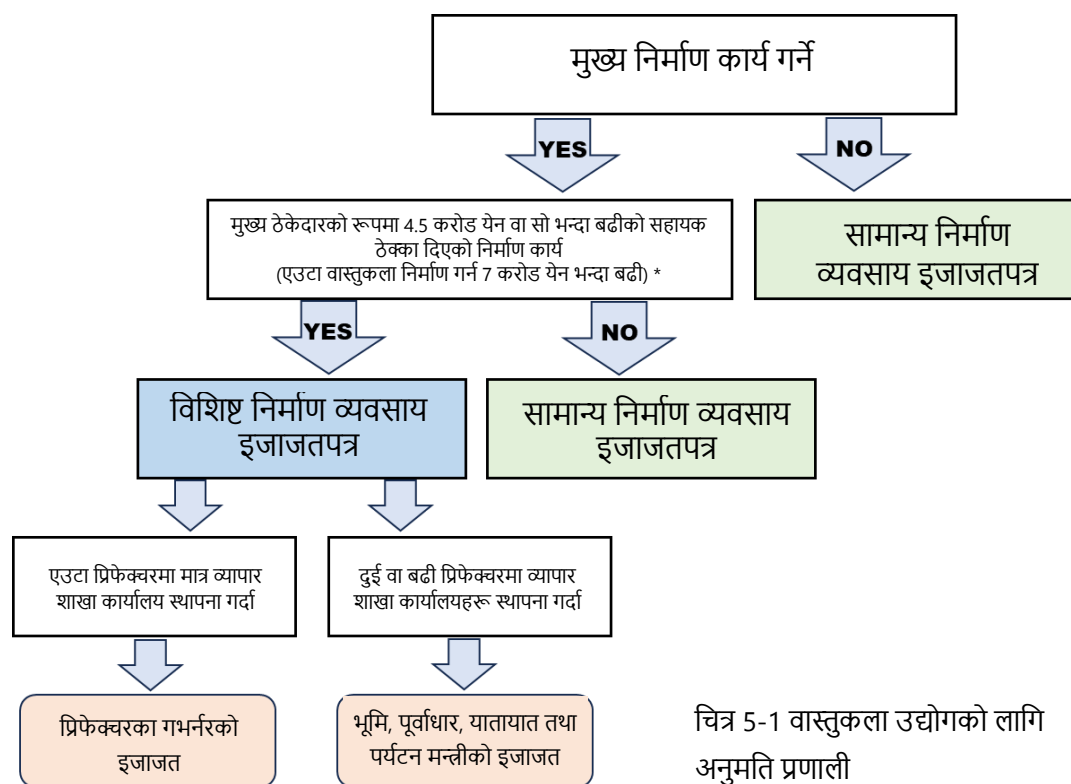 मुख्य निर्माण कार्य गर्ने
YES
NO
मुख्य ठेकेदारको रूपमा 4.5 करोड येन वा सो भन्दा बढीको सहायक
ठेक्का दिएको निर्माण कार्य
(एउटा वास्तुकला निर्माण गर्न 7 करोड येन भन्दा बढी) *
सामान्य निर्माण
व्यवसाय इजाजतपत्र
YES
NO
विशिष्ट निर्माण व्यवसाय
इजाजतपत्र
सामान्य निर्माण व्यवसाय
इजाजतपत्र
एउटा प्रिफेक्चरमा मात्र व्यापार
शाखा कार्यालय स्थापना गर्दा
दुई वा बढी प्रिफेक्चरमा व्यापार
शाखा कार्यालयहरू स्थापना गर्दा
प्रिफेक्चरका गभर्नरको
इजाजत
भूमि, पूर्वाधार, यातायात तथा
पर्यटन मन्त्रीको इजाजत
चित्र 5-1 वास्तुकला उद्योगको लागि
अनुमति प्रणाली